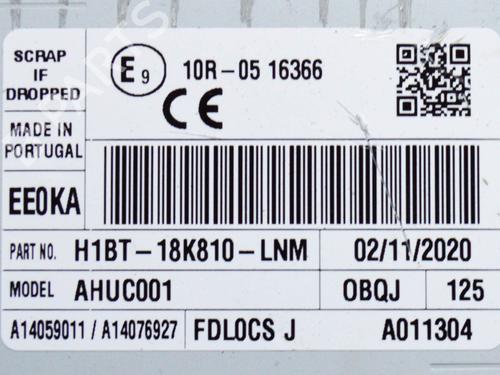 SCRAP
IF
DROPPED
E9 10R-05 16366
CE
MADE IN
PORTUGAL
EE0KA
PART NO. H1BT-18K810-LNM 02/11/2020
MODEL AHUC001 OBQJ 125
A14059011 / A14076927 FDLOCS J A011304